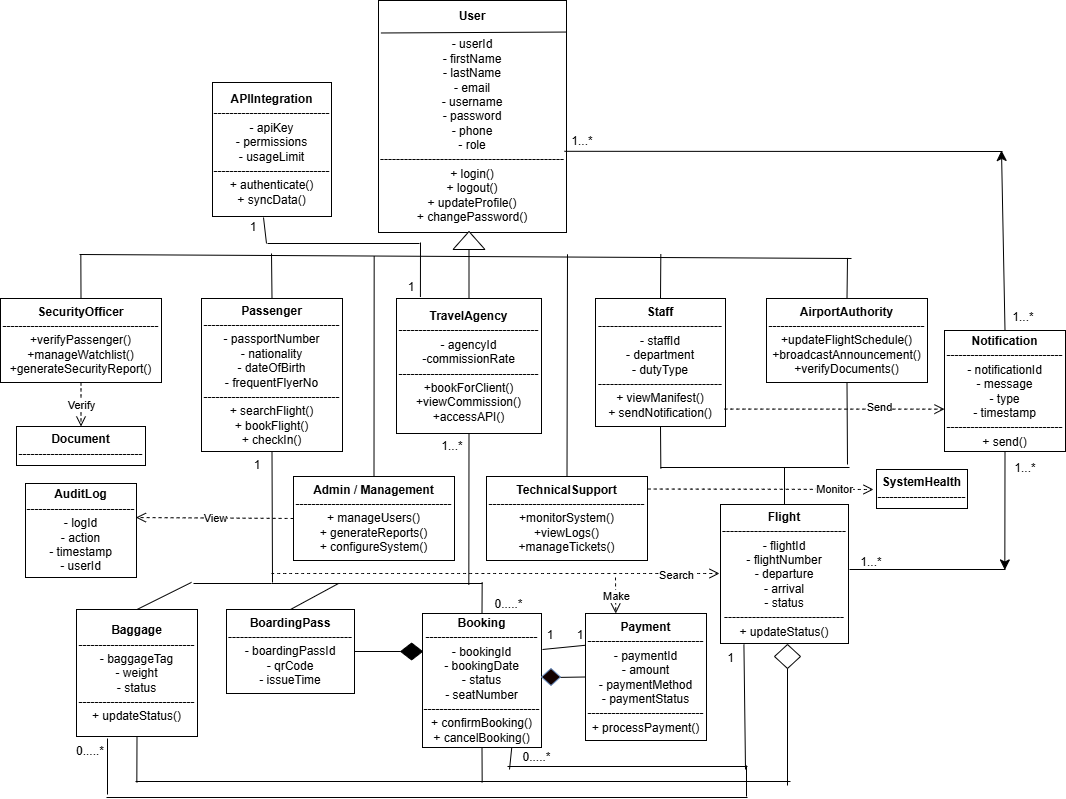 User
- userId
- firstName
- lastName
- email
- username
- password
- phone
- role
+ login()
+ logout()
+ updateProfile()
+ changePassword()
APIIntegration
- apiKey
- permissions
- usageLimit
+ authenticate()
+ syncData()
1...*
1
1
SecurityOfficer
+verifyPassenger()
+manageWatchlist()
+generateSecurityReport()
Passenger
- passportNumber
- nationality
- dateOfBirth
- frequentFlyerNo
+ searchFlight()
+ bookFlight()
+ checkIn()
TravelAgency
- agencyId
-commissionRate
+bookForClient()
+viewCommission()
+accessAPI()
Staff
- staffId
- department
- dutyType
+ viewManifest()
+ sendNotification()
AirportAuthority
+updateFlightSchedule()
+broadcastAnnouncement()
+verifyDocuments()
1...*
Notification
- notificationId
- message
- type
- timestamp
+ send()
Verify
Send
Document
1
1...*
1...*
AuditLog
- logId
- action
- timestamp
- userId
View
Admin / Management
+ manageUsers()
+ generateReports()
+ configureSystem()
TechnicalSupport
+monitorSystem()
+viewLogs()
+manageTickets()
Monitor
SystemHealth
Flight
- flightId
- flightNumber
- departure
- arrival
- status
+ updateStatus()
1...*
Search
Make
0.....*
Baggage
- baggageTag
- weight
- status
+ updateStatus()
BoardingPass
- boardingPassId
- qrCode
- issueTime
Booking
- bookingId
- bookingDate
- status
- seatNumber
+ confirmBooking()
+ cancelBooking()
1
1
Payment
- paymentId
- amount
- paymentMethod
- paymentStatus
+ processPayment()
1
0.....*
0.....*